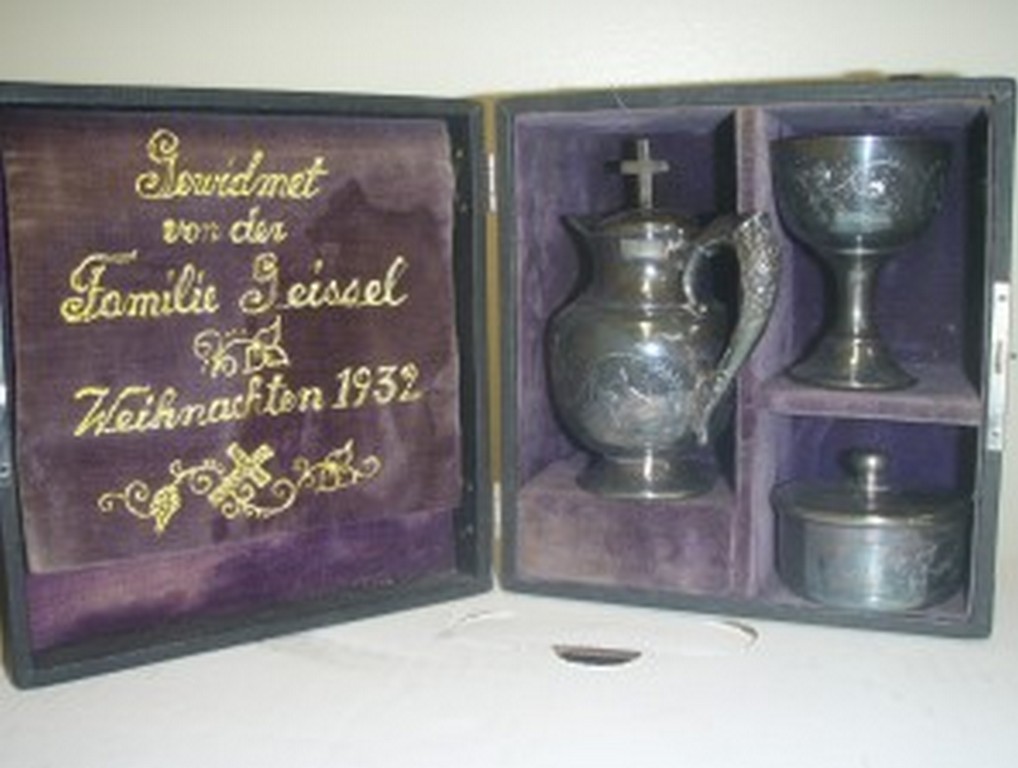 Gewidmet
von der
Familie Geissel
Weihnachten 1932